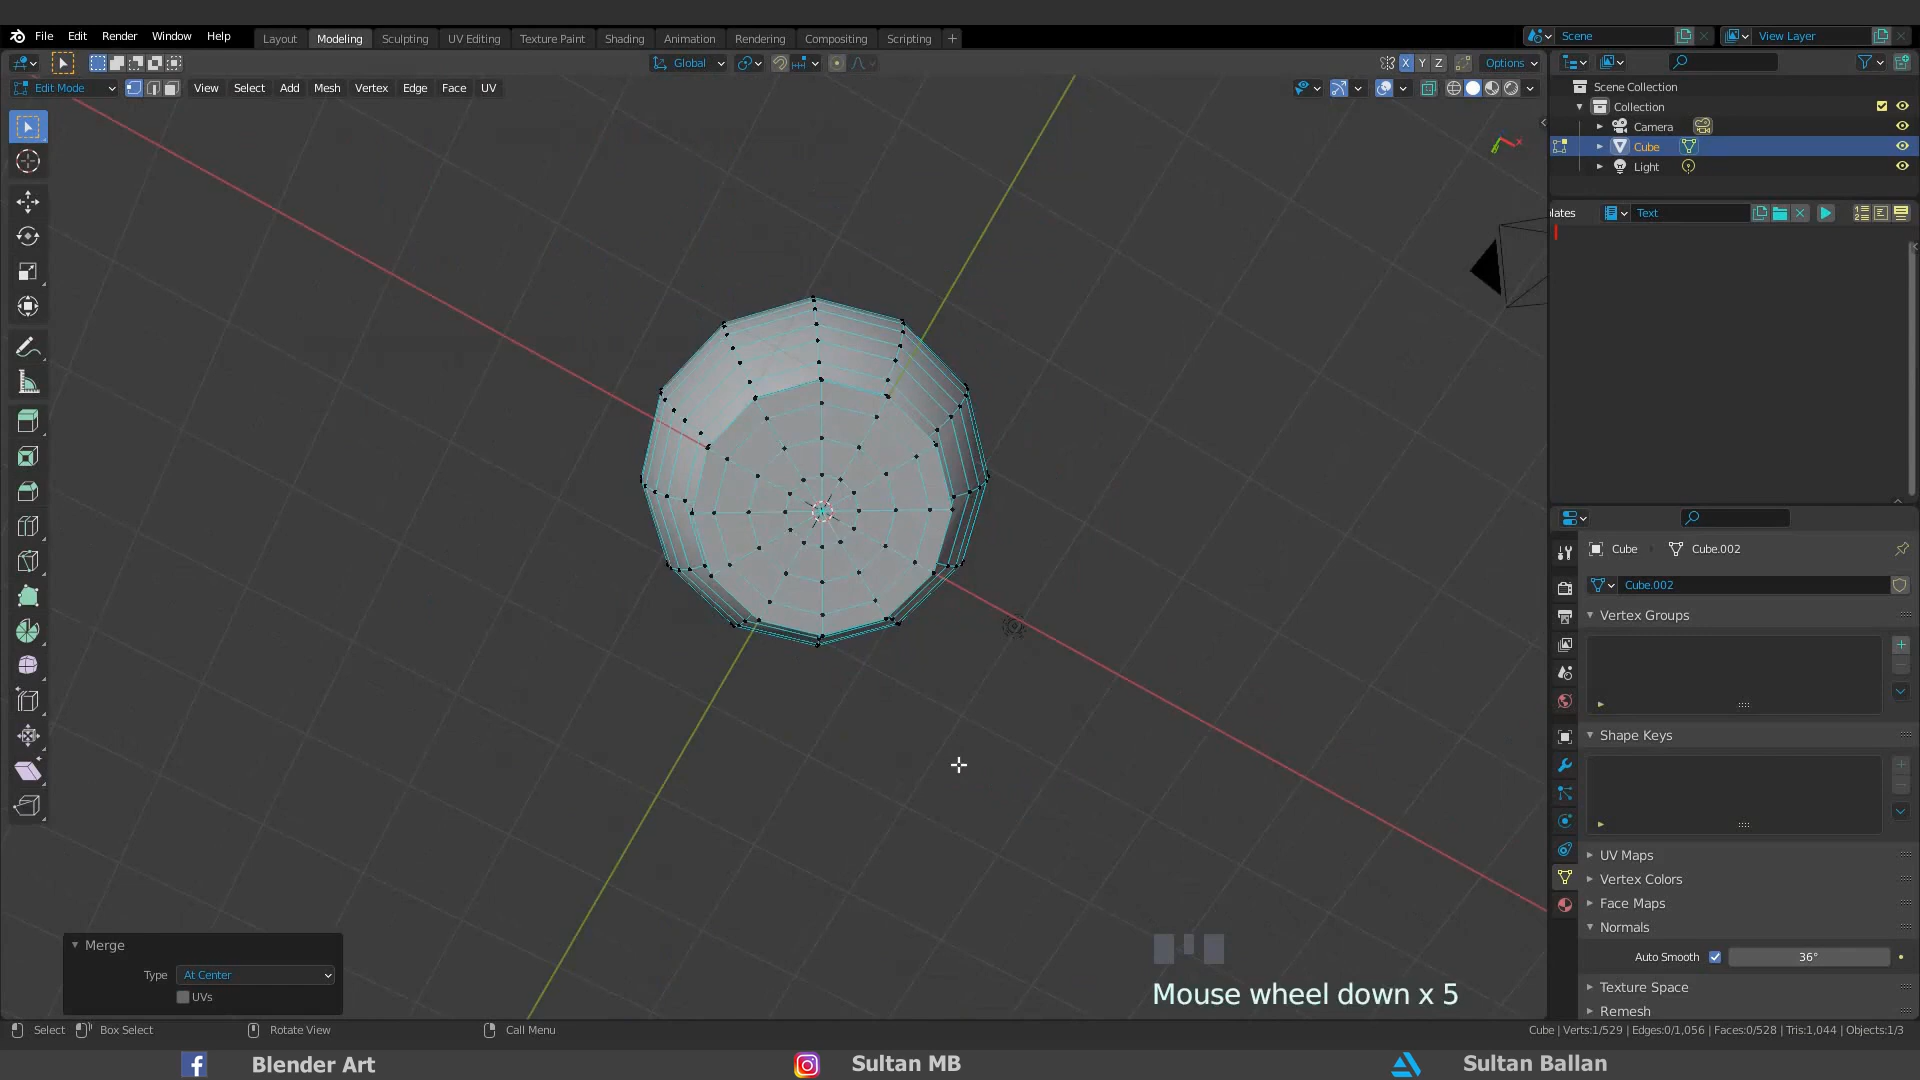 File Edit Render Window Help
Layout Modeling Sculpting UV Editing Texture Paint Shading Animation Rendering Compositing Scripting +
Scene
View Layer
Global
X Y Z
Options
Edit Mode
View Select Add Mesh Vertex Edge Face UV
Scene Collection
Collection
Camera
Cube
Light
lates
Text
Cube
Cube.002
Cube.002
Vertex Groups
Shape Keys
UV Maps
Vertex Colors
Face Maps
Normals
Auto Smooth
36°
Texture Space
Remesh
Merge
Type
At Center
UVs
Mouse wheel down x 5
Select
Box Select
Rotate View
Call Menu
Cube | Verts:1/529 | Edges:0/1,056 | Faces:0/528 | Tris:1,044 | Objects:1/3
Blender Art
Sultan MB
Sultan Ballan